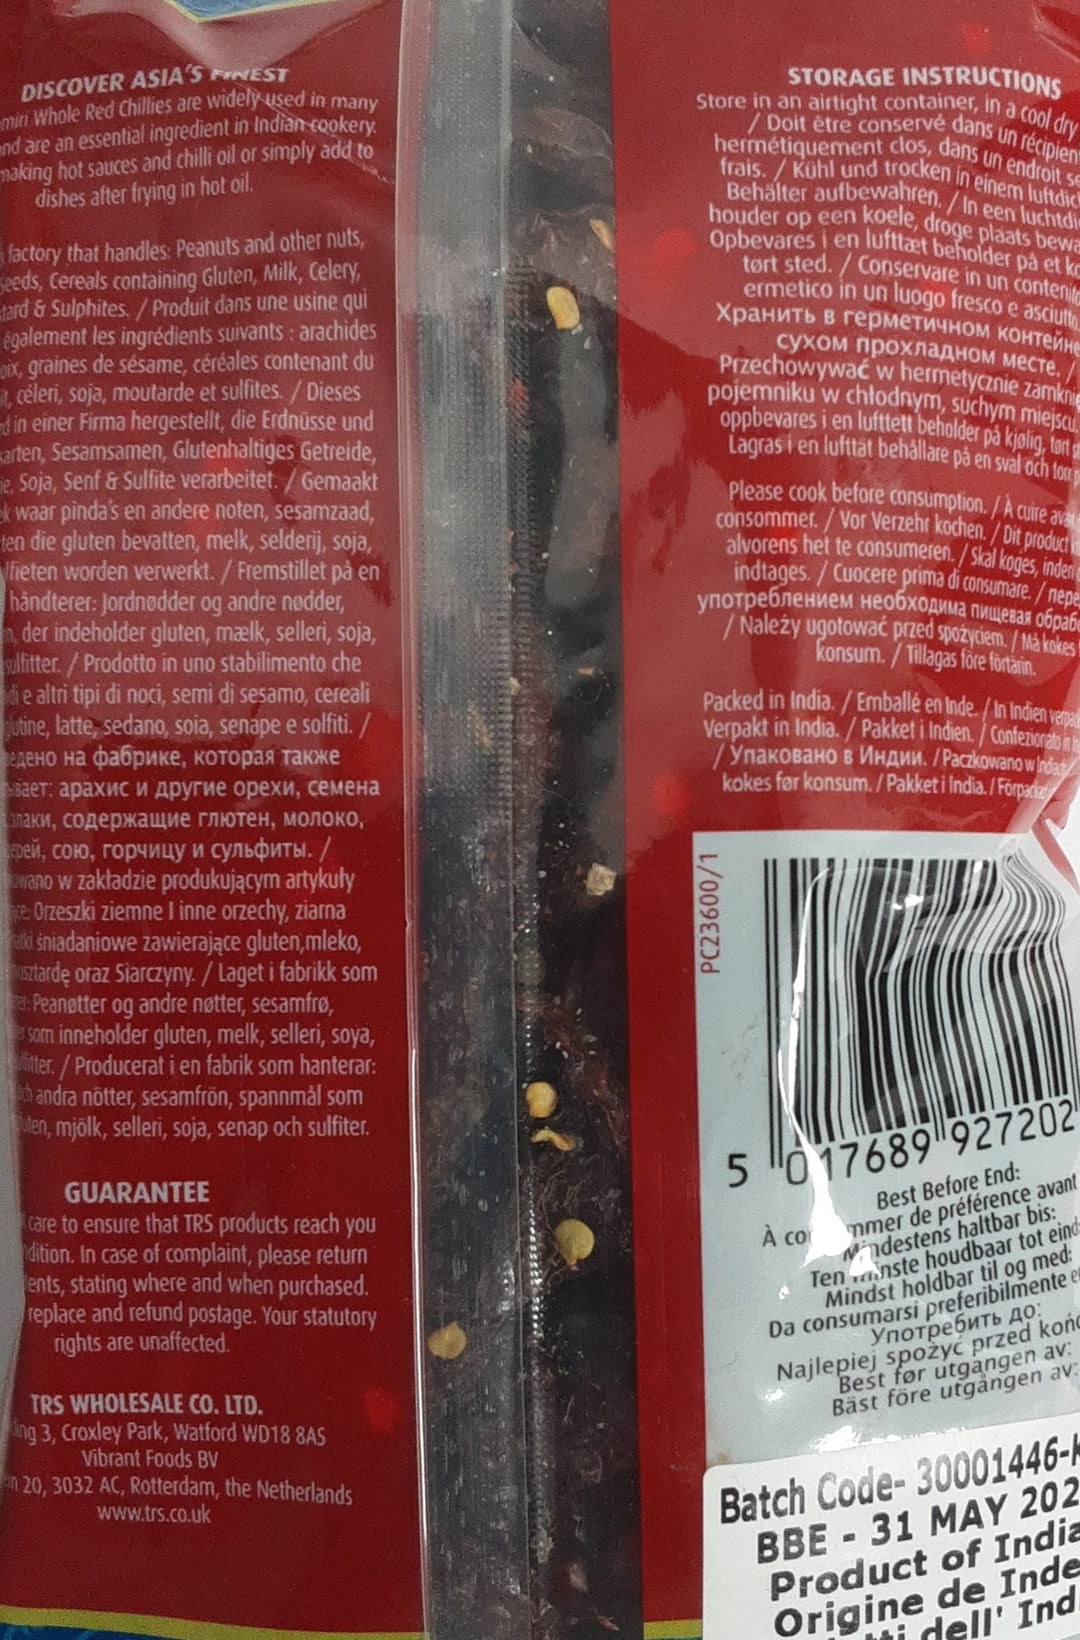 DISCOVER ASIA'S FINEST
Whole Red Chillies are widely used in many
and are an essential ingredient in Indian cookery.
making hot sauces and chilli oil or simply add to
dishes after frying in hot oil.
factory that handles: Peanuts and other nuts,
Seeds, Cereals containing Gluten, Milk, Celery,
& Sulphites. / Produit dans une usine qui
également les ingrédients suivants : arachides
graines de sésame, céréales contenant du
céleri, soja, moutarde et sulfites. / Dieses
in einer Firma hergestellt, die Erdnüsse und
Sesamsamen, Glutenhaltiges Getreide,
Soja, Senf & Sulfite verarbeitet. / Gemaakt
waar pinda's en andere noten, sesamzaad,
die gluten bevatten, melk, selderij, soja,
worden verwerkt. / Fremstillet på en
håndterer: Jordnødder og andre nødder,
der indeholder gluten, mælk, selleri, soja,
/ Prodotto in uno stabilimento che
e altri tipi di noci, semi di sesamo, cereali
latte, sedano, soia, senape e solfiti. /
на фабрике, которая также
арахис и другие орехи, семена
содержащие глютен, молоко,
сою, горчицу и сульфиты. /
w zakładzie produkującym artykuły
Orzeszki ziemne I inne orzechy, ziarna
śniadaniowe zawierające gluten,mleko,
oraz Siarczyny. / Laget i fabrikk som
Peanøtter og andre nøtter, sesamfrø,
som inneholder gluten, melk, selleri, soya,
/ Producerat i en fabrik som hanterar:
andra nötter, sesamfrön, spannmål som
mjölk, selleri, soja, senap och sulfiter.
GUARANTEE
care to ensure that TRS products reach you
In case of complaint, please return
stating where and when purchased.
replace and refund postage. Your statutory
rights are unaffected.
TRS WHOLESALE CO. LTD.
3, Croxley Park, Watford WD18 8AS
Vibrant Foods BV
20, 3032 AC, Rotterdam, the Netherlands
www.trs.co.uk
STORAGE INSTRUCTIONS
Store in an airtight container, in a cool dry
/ Doit être conservé dans un récipient
hermétiquement clos, dans un endroit
frais. / Kühl und trocken in einem
Behälter aufbewahren. / In een
houder op een koele, droge plaats
Opbevares i en lufttæt beholder på et
tørt sted. / Conservare in un
ermetico in un luogo fresco e asciutto
Хранить в герметичном
сухом прохладном месте. /
Przechowywać w hermetycznie
pojemniku w chłodnym, suchym miejscu.
oppbevares i en lufttett beholder på kjølig, tørt
Lagras i en lufttät behållare på en sval och torr
Please cook before consumption. / À cuire
consommer. / Vor Verzehr kochen. / Dit product
alvorens het te consumeren. / Skal koges, inden
indtages. / Cuocere prima di consumare. /
употреблением необходима пищевая
/ Należy ugotować przed spożyciem. / Må kokes
konsum. / Tillagas före förtäring.
Packed in India. / Emballé en Inde. / In Indien
Verpakt in India. / Pakket i Indien. / Confezionato
/ Упаковано в Индии. / Paczkowano w
kokes før konsum. / Pakket i India. /
PC23600/1
5 017689 927202
Best Before End:
À de préférence avant
Mindestens haltbar bis:
Ten houdbaar tot
Mindst holdbar til og med:
Da consumarsi preferibilmente
Употребить до:
Najlepiej spożyć przed
Best før utgangen av:
Bäst före utgången av:
Batch Code- 30001446-
BBE - 31 MAY
Product of India
Origine de Inde
dell'